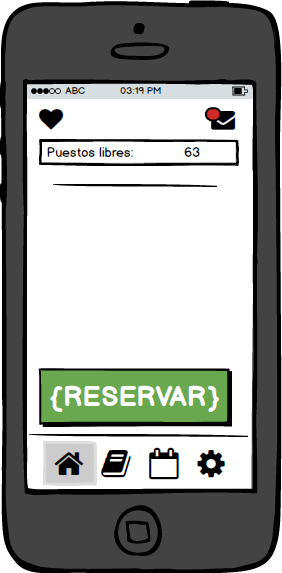 ABC 03:19 PM
Puestos libres: 63
{RESERVAR}